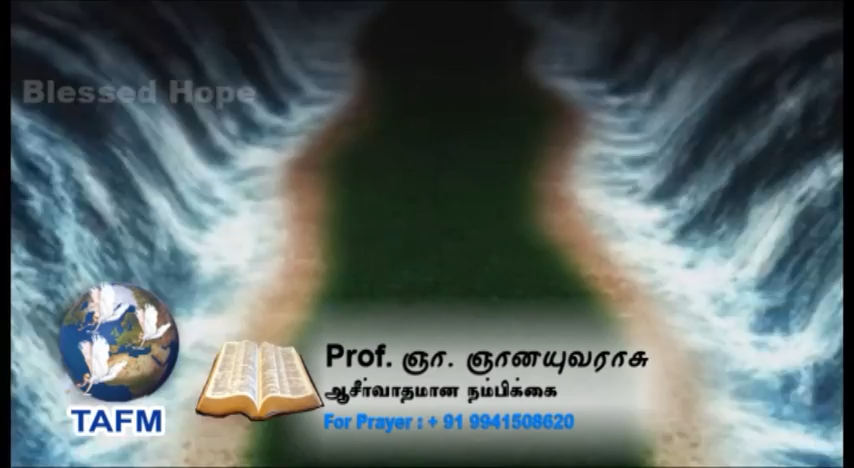 Blessed Hope
Prof. ஞா. ஞானயுவராசு
ஆசீர்வாதமான நம்பிக்கை
For Prayer : + 91 9941508620
TAFM